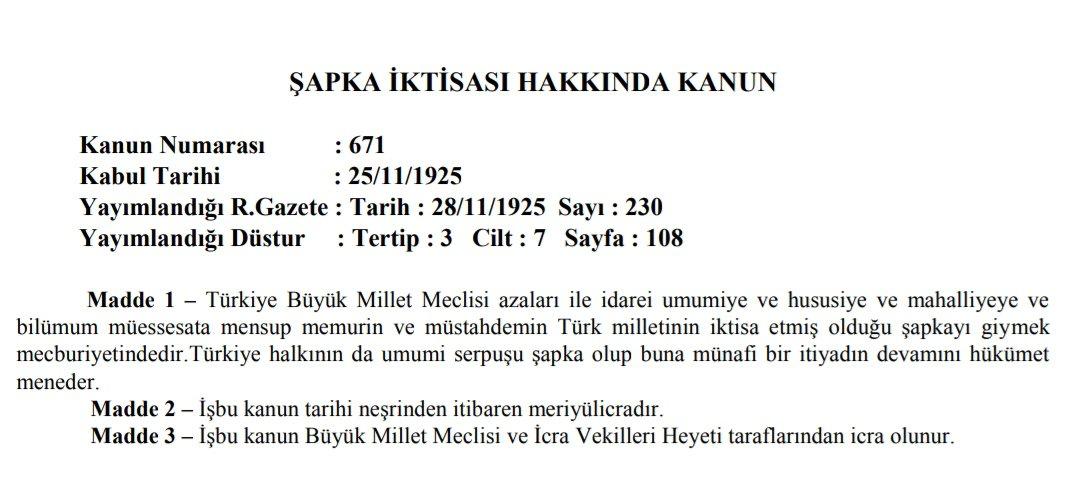 ŞAPKA İKTİSASI HAKKINDA KANUN
Kanun Numarası : 671
Kabul Tarihi : 25/11/1925
Yayımlandığı R.Gazete : Tarih : 28/11/1925 Sayı : 230
Yayımlandığı Düstur : Tertip : 3 Cilt : 7 Sayfa : 108
Madde 1 – Türkiye Büyük Millet Meclisi azaları ile idarei umumiye ve hususiye ve mahalliyeye ve
bilümum müessesata mensup memurin ve müstahdemin Türk milletinin iktisa etmiş olduğu şapkayı giymek
mecburiyetindedir.Türkiye halkının da umumi serpuşu şapka olup buna münafi bir itiyadın devamını hükümet
meneder.
Madde 2 – İşbu kanun tarihi neşrinden itibaren meriyülicradır.
Madde 3 – İşbu kanun Büyük Millet Meclisi ve İcra Vekilleri Heyeti taraflarından icra olunur.